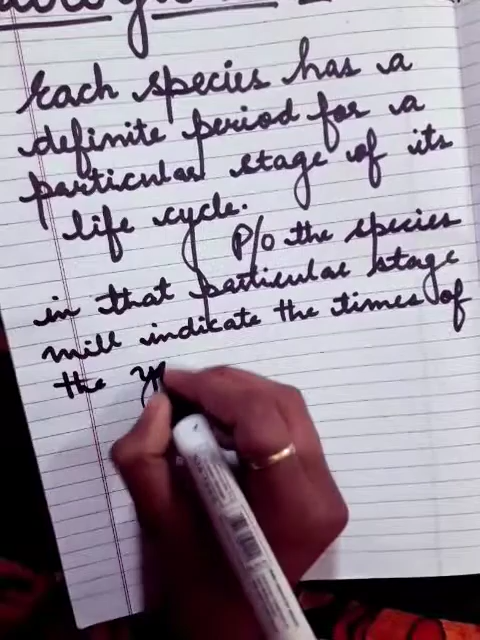 Each species has a
definite period for a
particular stage of its
life cycle.
P/o the species
in that particular stage
will indicate the times of
the